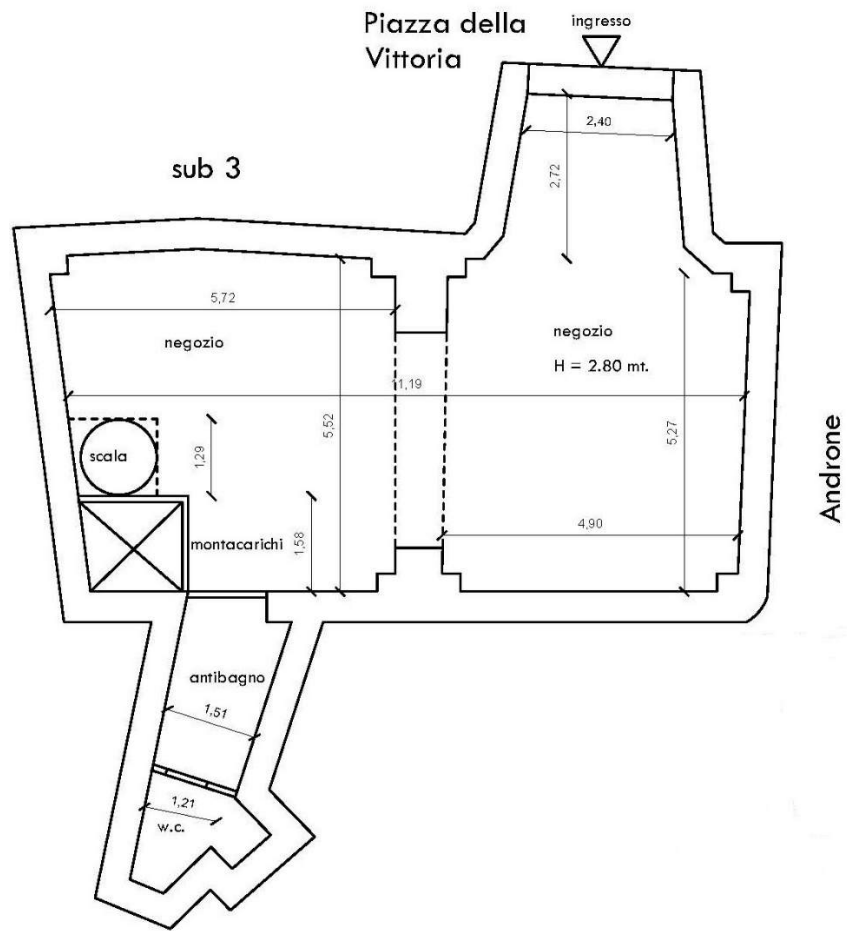 Piazza della
Vittoria
ingresso
2,40
2,72
sub 3
5,72
negozio
negozio
H = 2.80 mt.
11,19
5,52
5,27
1,29
scala
Androne
4,90
1,58
montacarichi
antibagno
1,51
1,21
w.c.